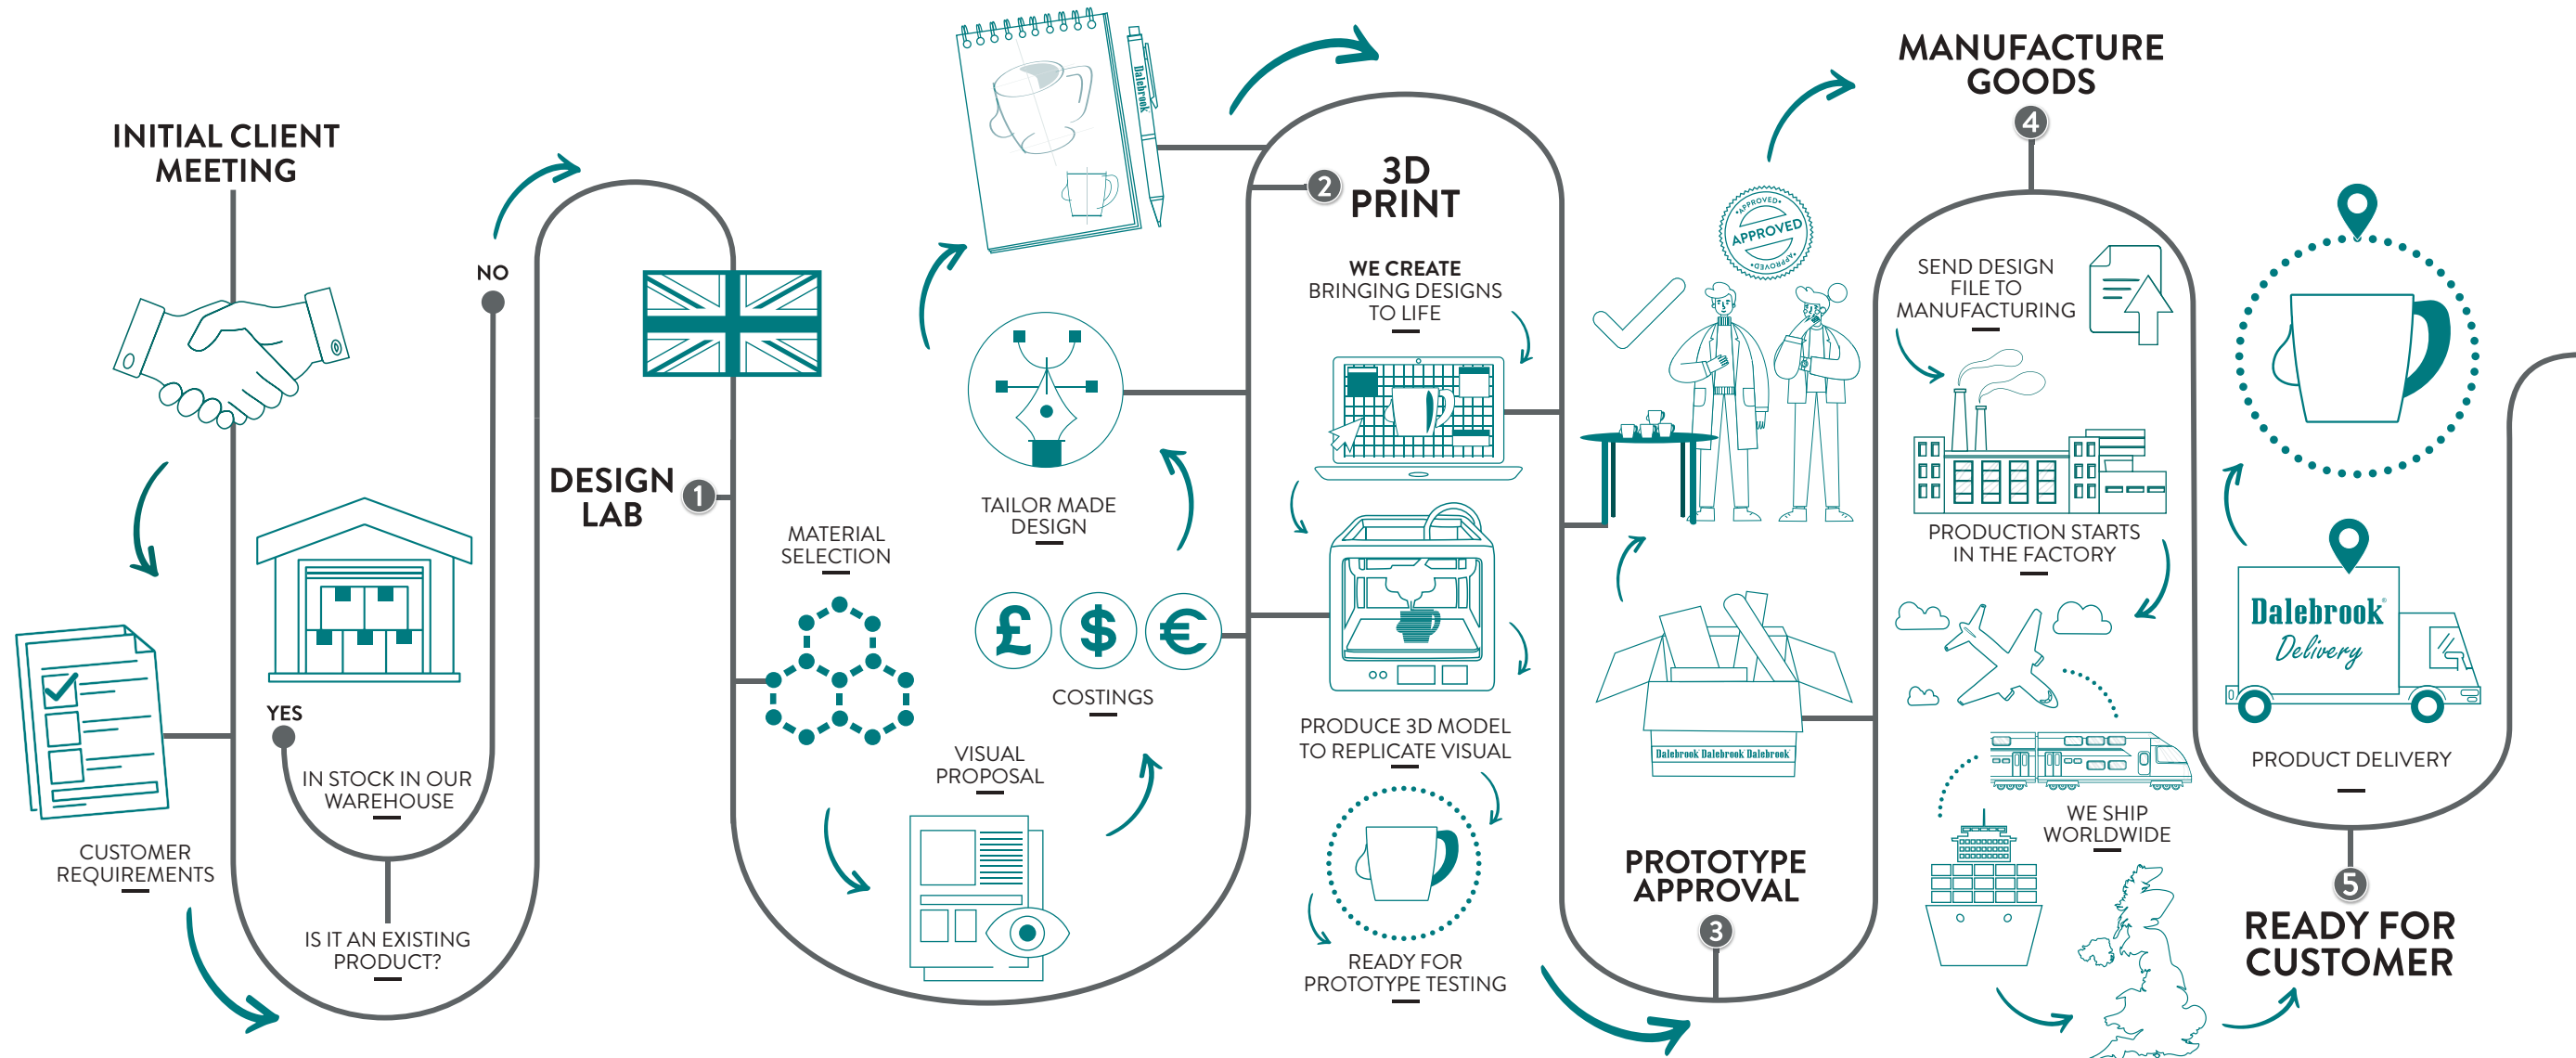 INITIAL CLIENT
MEETING
CUSTOMER
REQUIREMENTS
YES
IN STOCK IN OUR
WAREHOUSE
IS IT AN EXISTING
PRODUCT?
NO
DESIGN
LAB
1
MATERIAL
SELECTION
VISUAL
PROPOSAL
£ $ €
COSTINGS
TAILOR MADE
DESIGN
Dalebrook
2
3D
PRINT
WE CREATE
BRINGING DESIGNS
TO LIFE
PRODUCE 3D MODEL
TO REPLICATE VISUAL
READY FOR
PROTOTYPE TESTING
PROTOTYPE
APPROVAL
3
Dalebrook Dalebrook Dalebrook
•APPROVED•
APPROVED
•APPROVED•
MANUFACTURE
GOODS
4
SEND DESIGN
FILE TO
MANUFACTURING
PRODUCTION STARTS
IN THE FACTORY
WE SHIP
WORLDWIDE
Dalebrook®
Delivery
PRODUCT DELIVERY
5
READY FOR
CUSTOMER